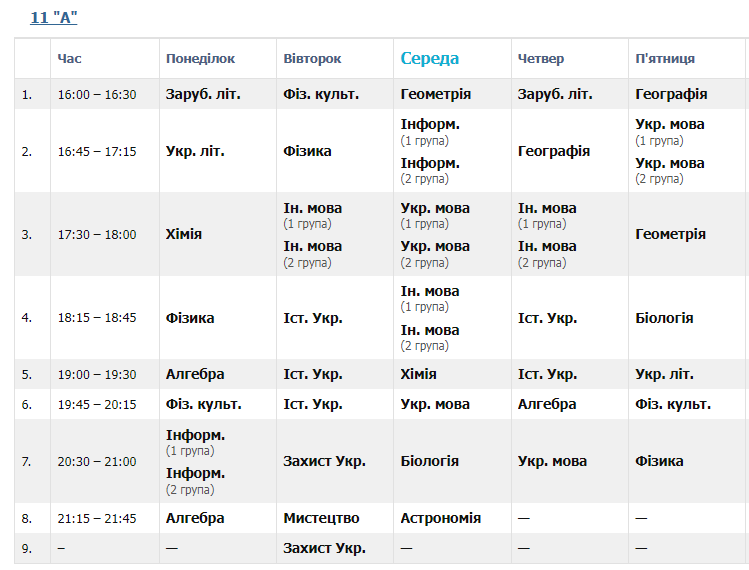 11 "А"
Час Понеділок Вівторок Середа Четвер П'ятниця
1. 16:00 – 16:30 Заруб. літ. Фіз. культ. Геометрія Заруб. літ. Географія
2. 16:45 – 17:15 Укр. літ. Фізика Інформ. (1 група) Інформ. (2 група) Географія Укр. мова (1 група) Укр. мова (2 група)
3. 17:30 – 18:00 Хімія Ін. мова (1 група) Ін. мова (2 група) Укр. мова (1 група) Укр. мова (2 група) Ін. мова (1 група) Ін. мова (2 група) Геометрія
4. 18:15 – 18:45 Фізика Іст. Укр. Ін. мова (1 група) Ін. мова (2 група) Іст. Укр. Біологія
5. 19:00 – 19:30 Алгебра Іст. Укр. Хімія Іст. Укр. Укр. літ.
6. 19:45 – 20:15 Фіз. культ. Іст. Укр. Укр. мова Алгебра Фіз. культ.
7. 20:30 – 21:00 Інформ. (1 група) Інформ. (2 група) Захист Укр. Біологія Укр. мова Фізика
8. 21:15 – 21:45 Алгебра Мистецтво Астрономія — —
9. – — Захист Укр. — — —